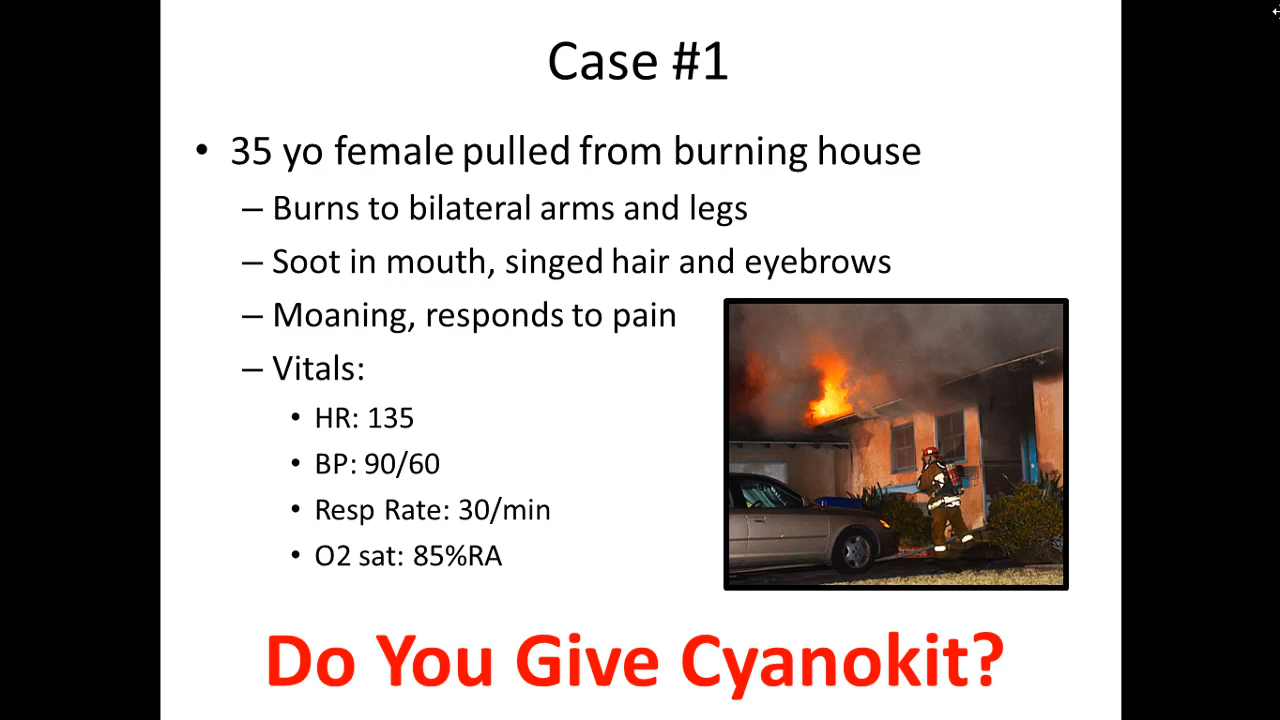 Case #1
• 35 yo female pulled from burning house
– Burns to bilateral arms and legs
– Soot in mouth, singed hair and eyebrows
– Moaning, responds to pain
– Vitals:
• HR: 135
• BP: 90/60
• Resp Rate: 30/min
• O2 sat: 85%RA
Do You Give Cyanokit?